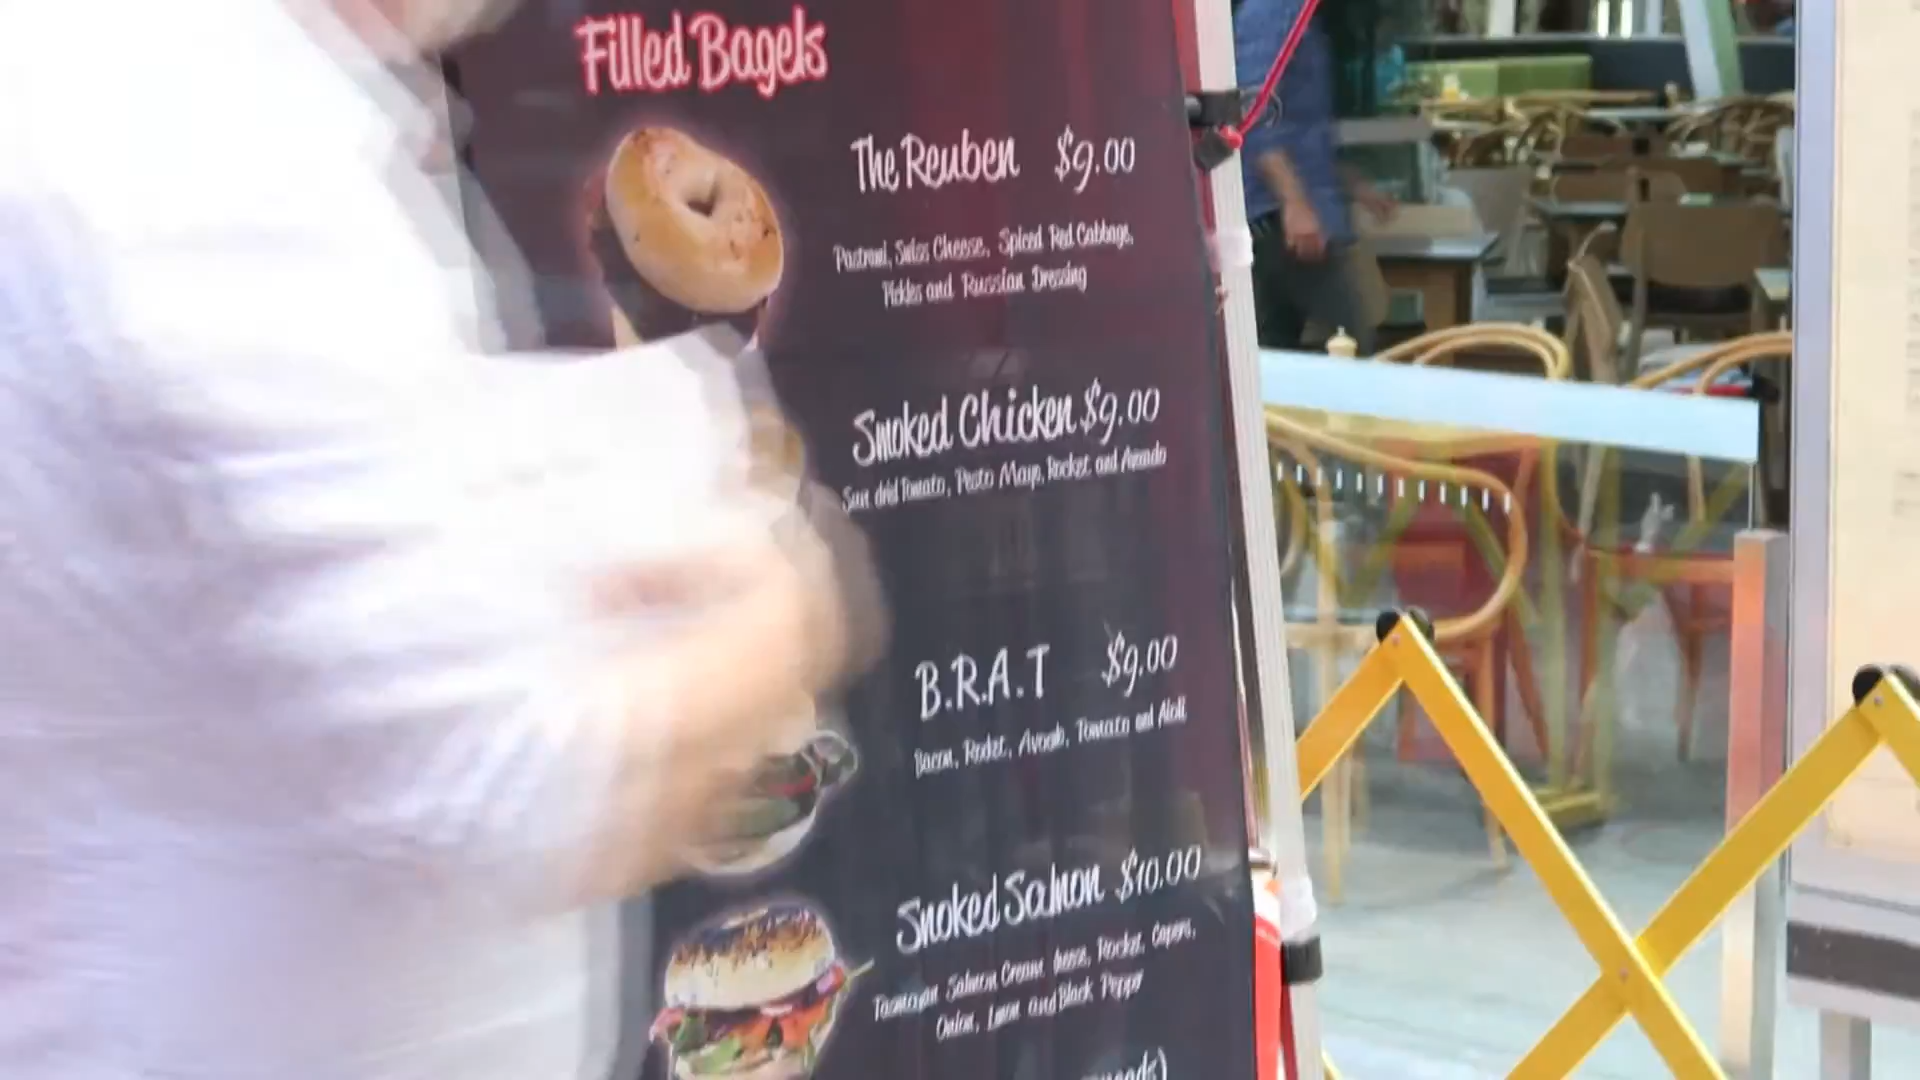 Filled Bagels
The Reuben $9.00
Pastrami, Swiss Cheese, Spiced Red Cabbage,
Pickles and Russian Dressing
Smoked Chicken $9.00
Sun dried Tomato, Pesto Mayo, Rocket and Avocado
B.R.A.T $9.00
Bacon, Rocket, Avocado, Tomato and Aioli
Smoked Salmon $10.00
Tasmanian Salmon Cream Cheese, Rocket, Capers,
Onion, Lemon and Black Pepper